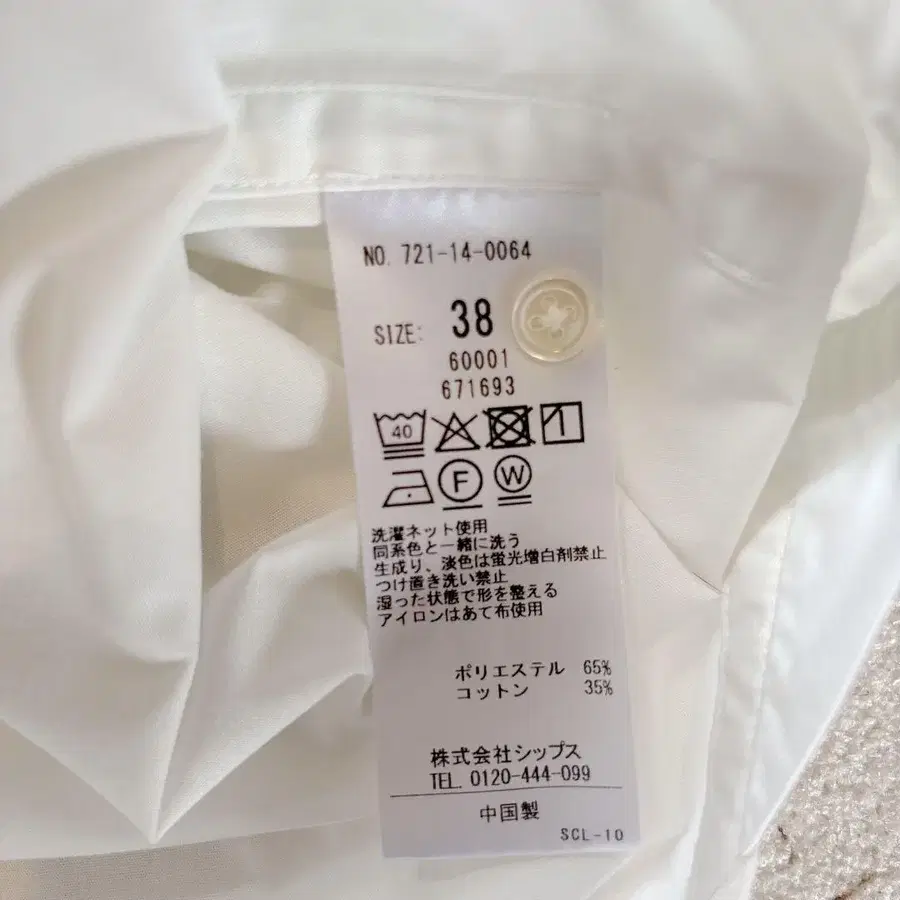 NO. 721-14-0064
SIZE: 38
60001
671693
40
F W
洗濯ネット使用
同系色と一緒に洗う
生成り、淡色は蛍光増白剤禁止
つけ置き洗い禁止
湿った状態で形を整える
アイロンはあて布使用
ポリエステル 65%
コットン 35%
株式会社シップス
TEL. 0120-444-099
中国製
SCL-10